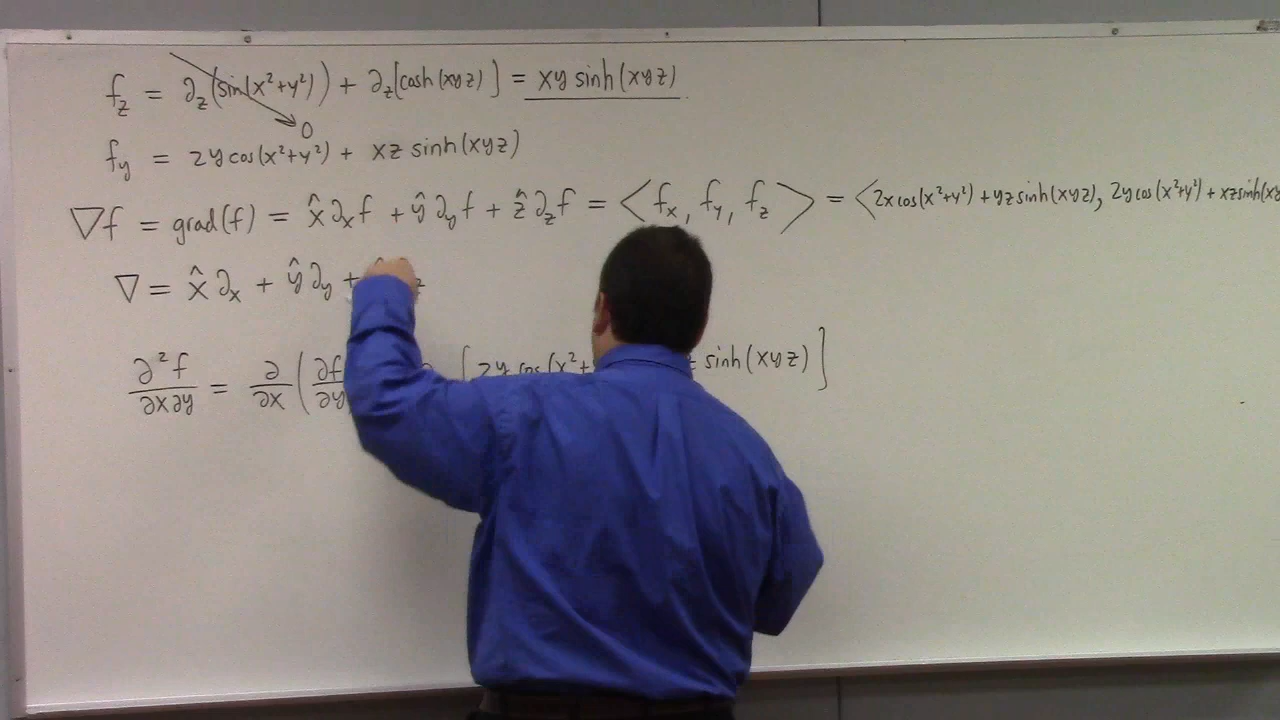 f_z = ∂_z(sin(x²+y²)) + ∂_z[cosh(xyz)] = xy sinh(xyz)
0
f_y = 2y cos(x²+y²) + xz sinh(xyz)
∇f = grad(f) = x̂ ∂_x f + ŷ ∂_y f + ẑ ∂_z f = ⟨f_x, f_y, f_z⟩ = ⟨2x cos(x²+y²) + yz sinh(xyz), 2y cos(x²+y²) + xz sinh(xy
∇ = x̂ ∂_x + ŷ ∂_y +
∂²f/∂x∂y = ∂/∂x (∂f/∂y [2y cos(x²+ sinh(xyz)]